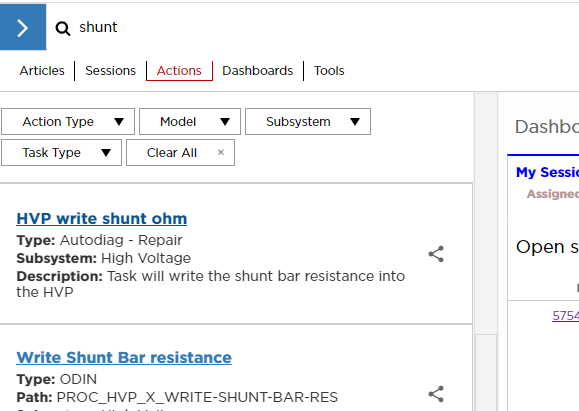 shunt
Articles Sessions Actions Dashboards Tools
Action Type ▼ Model ▼ Subsystem ▼
Task Type ▼ Clear All ×
HVP write shunt ohm
Type: Autodiag - Repair
Subsystem: High Voltage
Description: Task will write the shunt bar resistance into
the HVP
Write Shunt Bar resistance
Type: ODIN
Path: PROC_HVP_X_WRITE-SHUNT-BAR-RES
Dashbo
My Sessio
Assigned
Open s
5754